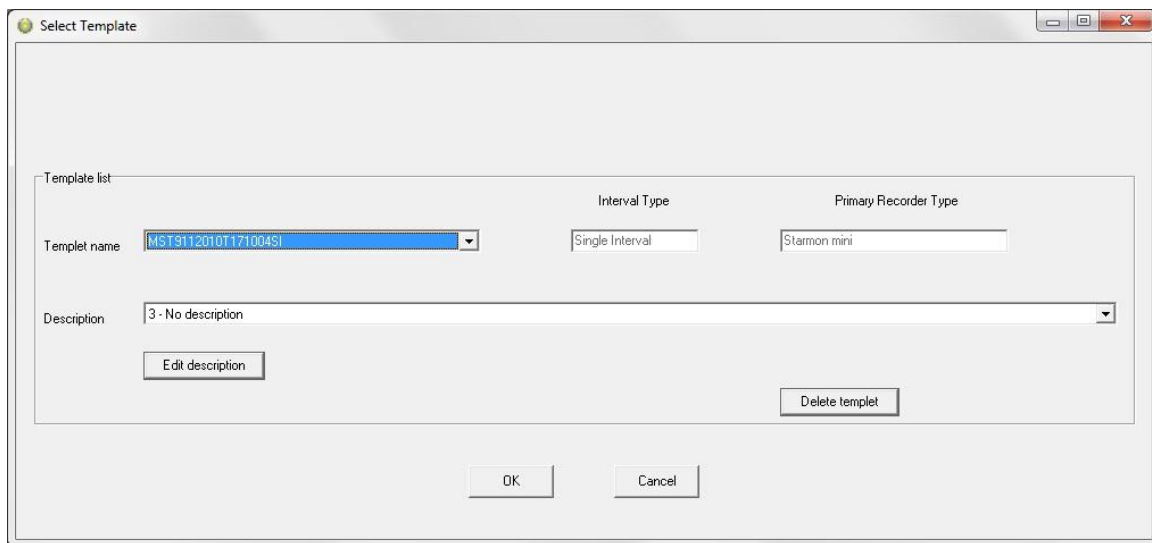 Select Template
Template list
Interval Type Primary Recorder Type
Templet name MST9112010T171004SI Single Interval Starmon mini
Description 3 - No description
Edit description
Delete templet
OK Cancel